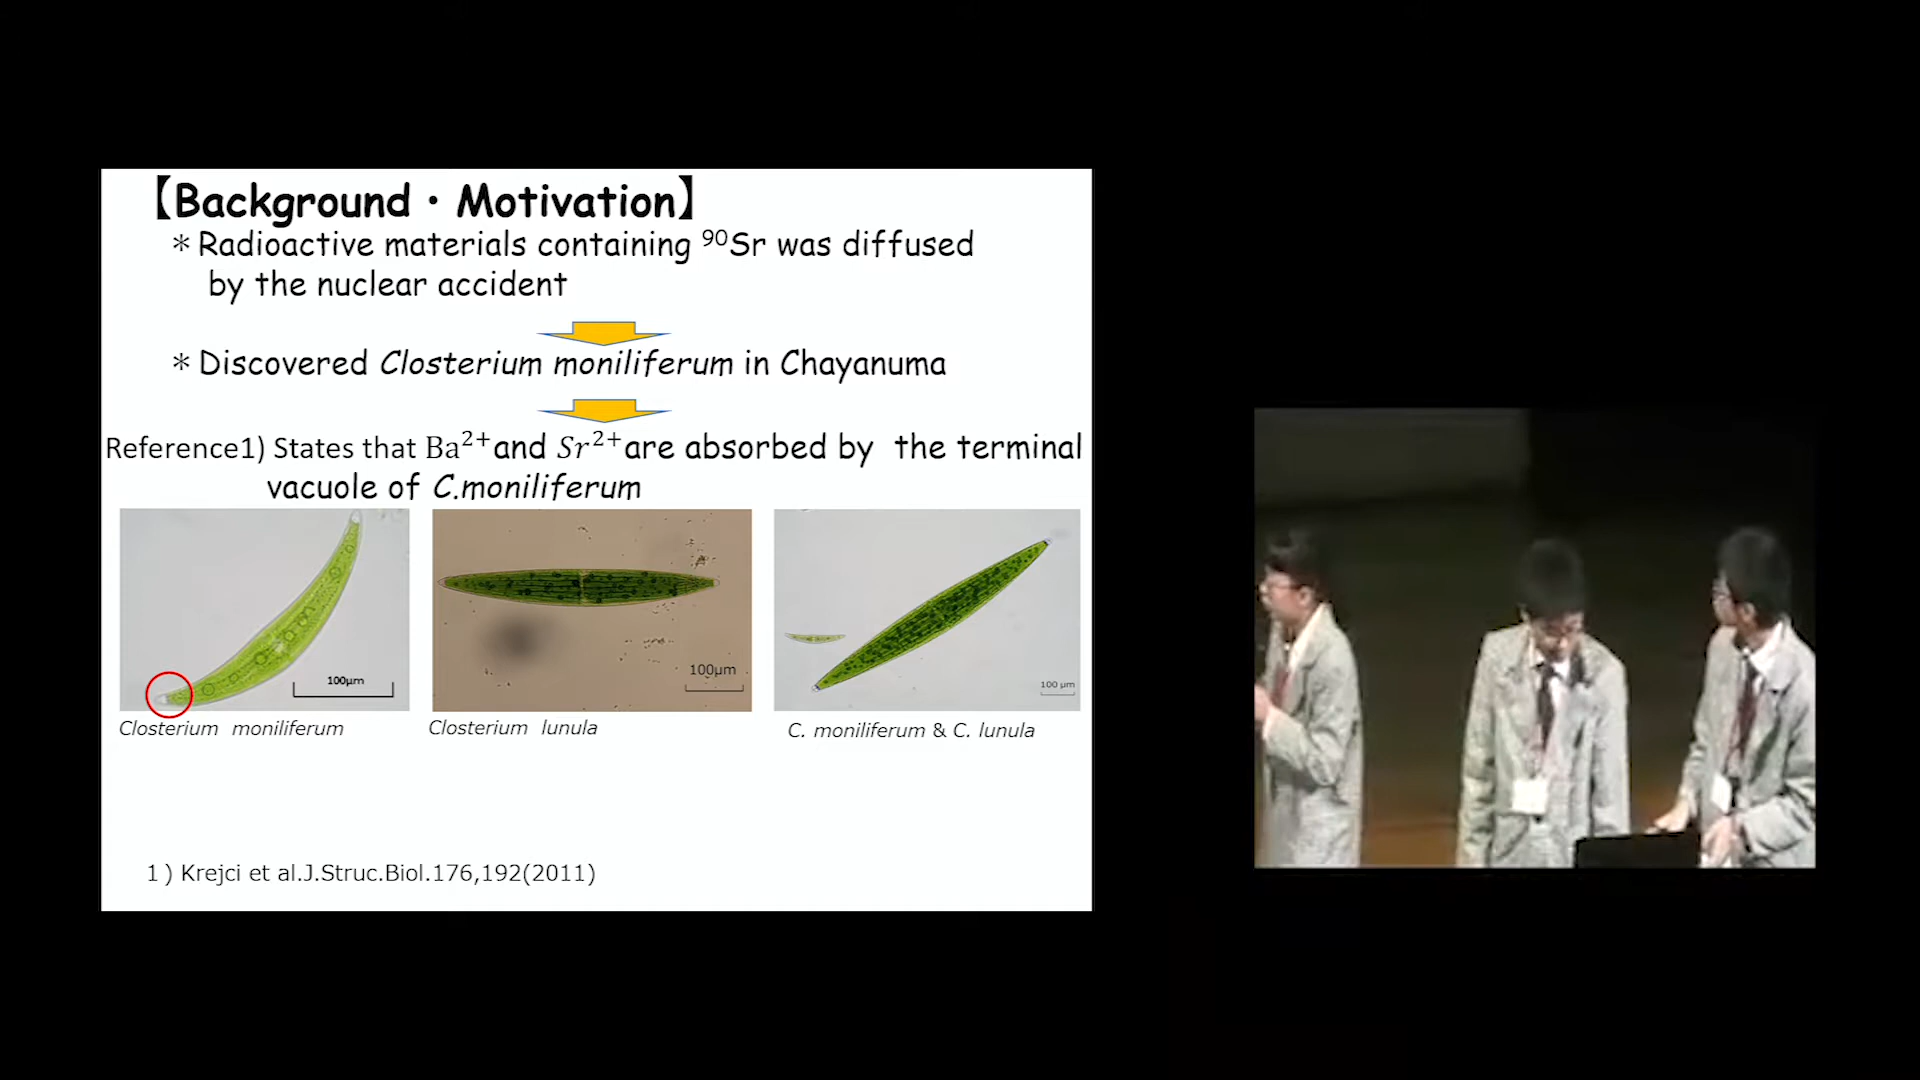 【Background・Motivation】
＊Radioactive materials containing ⁹⁰Sr was diffused
by the nuclear accident
＊Discovered Closterium moniliferum in Chayanuma
Reference1) States that Ba²⁺and Sr²⁺are absorbed by the terminal
vacuole of C.moniliferum
100μm
100μm
100 μm
Closterium moniliferum
Closterium lunula
C. moniliferum & C. lunula
1）Krejci et al.J.Struc.Biol.176,192(2011)